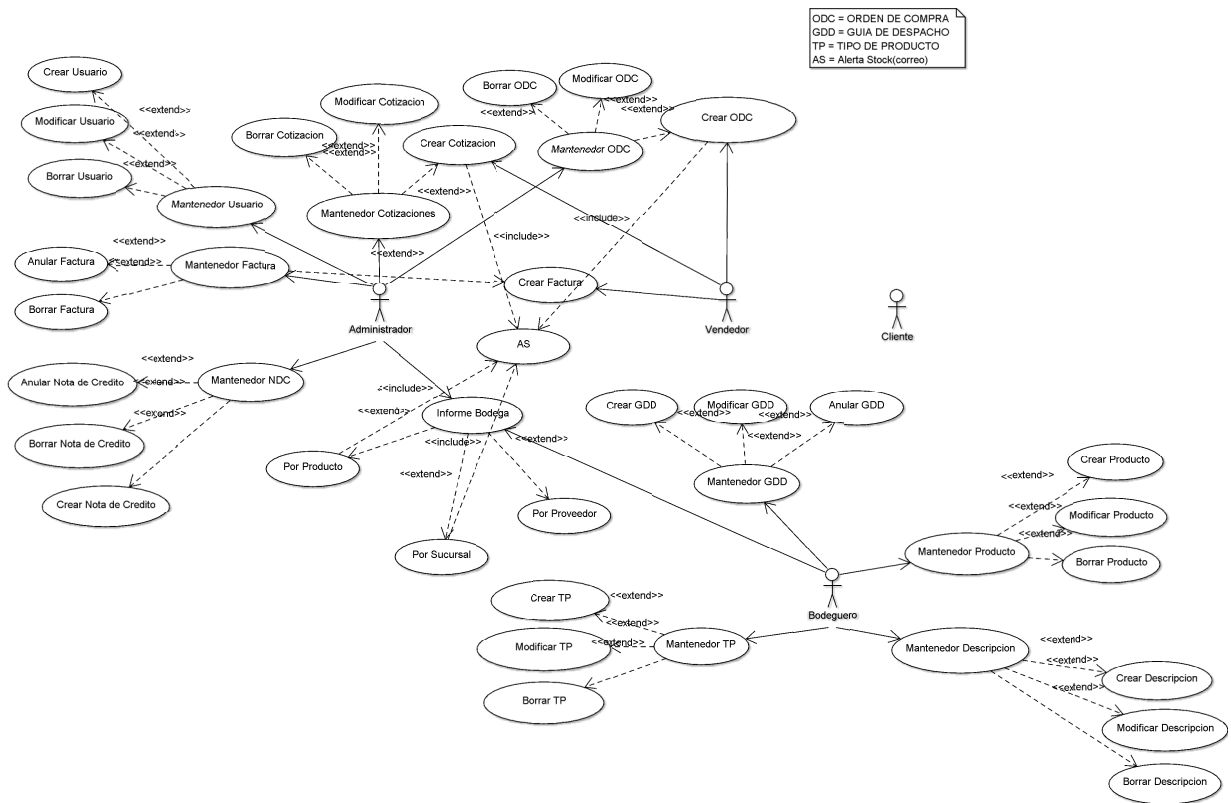 ODC = ORDEN DE COMPRA
GDD = GUIA DE DESPACHO
TP = TIPO DE PRODUCTO
AS = Alerta Stock(correo)
Crear Usuario
<<extend>>
Modificar Usuario
<<extend>>
Borrar Usuario
<<extend>>
Mantenedor Usuario
Modificar Cotizacion
Borrar Cotizacion
<<extend>>
<<extend>>
Crear Cotizacion
<<extend>>
Mantenedor Cotizaciones
<<extend>>
Borrar ODC
<<extend>>
Modificar ODC
<<extend>>
<<extend>>
Crear ODC
Mantenedor ODC
<<include>>
<<include>>
<<extend>>
Anular Factura
<<extend>>
Mantenedor Factura
Borrar Factura
Crear Factura
Administrador
Vendedor
Cliente
AS
<<extend>>
Anular Nota de Credito
<<extend>>
Mantenedor NDC
<<extend>>
Borrar Nota de Credito
Crear Nota de Credito
<<include>>
<<extend>>
Informe Bodega
<<include>>
<<extend>>
Por Producto
<<extend>>
Por Proveedor
Por Sucursal
Crear GDD
<<extend>>
Modificar GDD
<<extend>>
<<extend>>
Anular GDD
Mantenedor GDD
Crear Producto
<<extend>>
<<extend>>
Modificar Producto
<<extend>>
Mantenedor Producto
Borrar Producto
Bodeguero
Crear TP
<<extend>>
<<extend>>
Modificar TP
<<extend>>
Mantenedor TP
Borrar TP
Mantenedor Descripcion
<<extend>>
<<extend>>
<<extend>>
Crear Descripcion
Modificar Descripcion
Borrar Descripcion